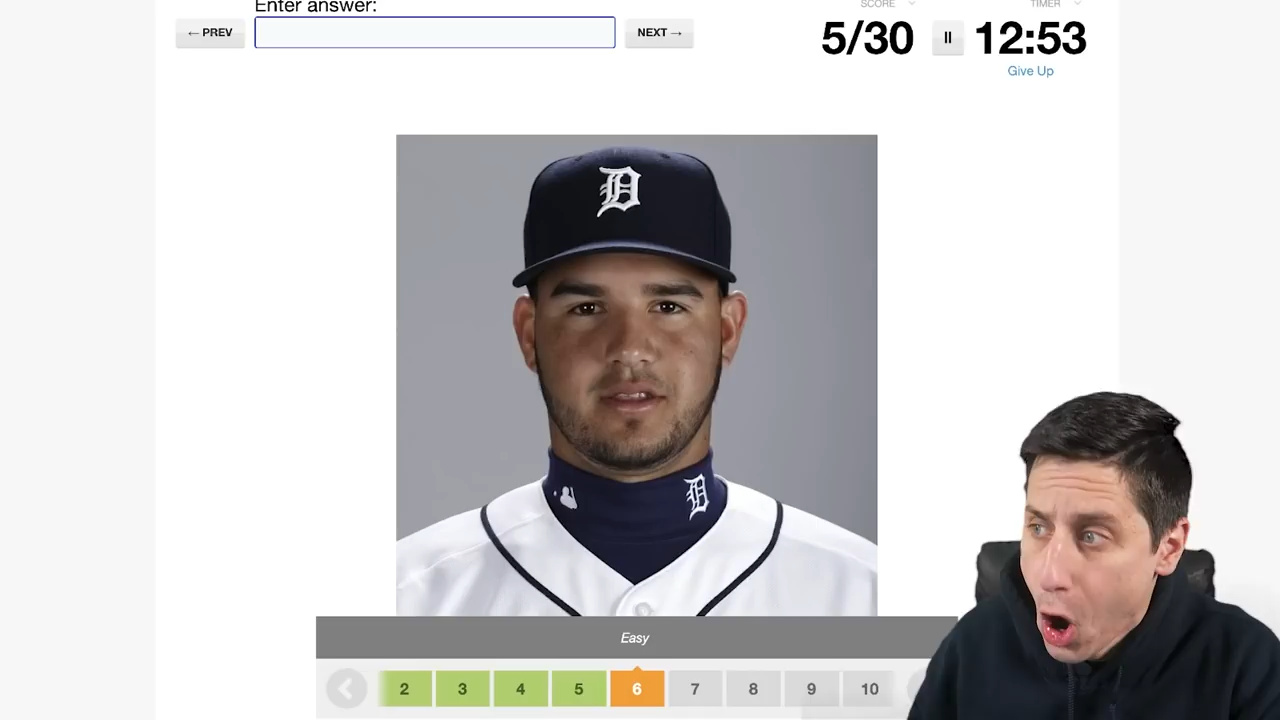 Enter answer:
← PREV
NEXT →
SCORE
5/30
TIMER
12:53
Give Up
D
D
Easy
2 3 4 5 6 7 8 9 10